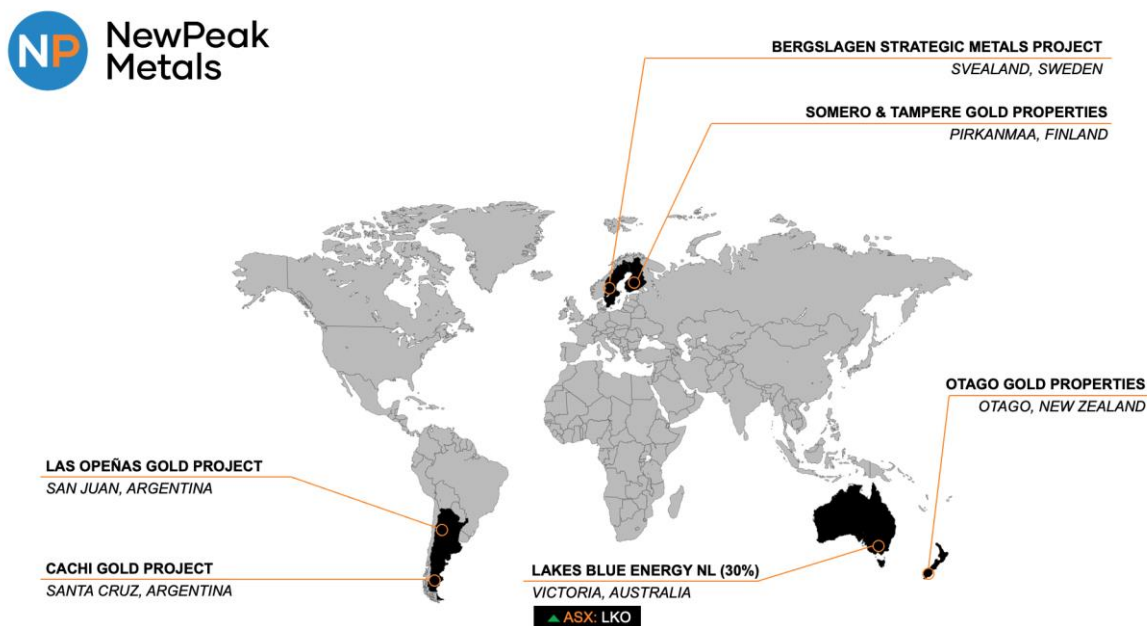 NP
NewPeak
Metals
BERGSLAGEN STRATEGIC METALS PROJECT
SVEALAND, SWEDEN
SOMERO & TAMPERE GOLD PROPERTIES
PIRKANMAA, FINLAND
OTAGO GOLD PROPERTIES
OTAGO, NEW ZEALAND
LAS OPEÑAS GOLD PROJECT
SAN JUAN, ARGENTINA
CACHI GOLD PROJECT
SANTA CRUZ, ARGENTINA
LAKES BLUE ENERGY NL (30%)
VICTORIA, AUSTRALIA
ASX: LKO